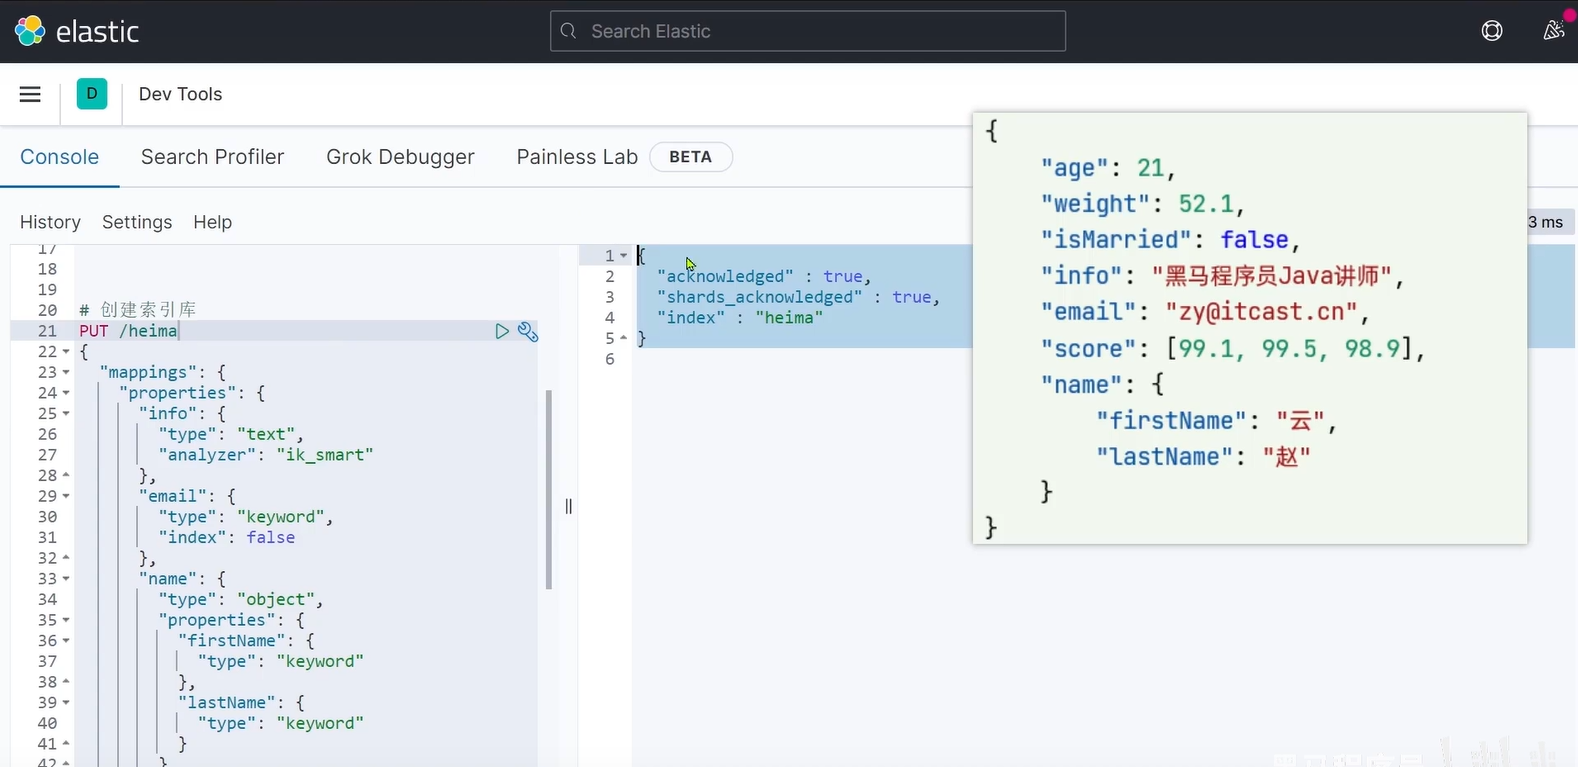 elastic
Search Elastic
D
Dev Tools
Console
Search Profiler
Grok Debugger
Painless Lab
BETA
History
Settings
Help
3 ms
17
18
19
20 # 创建索引库
21 PUT /heima
22 {
23 "mappings": {
24 "properties": {
25 "info": {
26 "type": "text",
27 "analyzer": "ik_smart"
28 },
29 "email": {
30 "type": "keyword",
31 "index": false
32 },
33 "name": {
34 "type": "object",
35 "properties": {
36 "firstName": {
37 "type": "keyword"
38 },
39 "lastName": {
40 "type": "keyword"
41 }
42 }
1 {
2 "acknowledged" : true,
3 "shards_acknowledged" : true,
4 "index" : "heima"
5 }
6
{
"age": 21,
"weight": 52.1,
"isMarried": false,
"info": "黑马程序员Java讲师",
"email": "zy@itcast.cn",
"score": [99.1, 99.5, 98.9],
"name": {
"firstName": "云",
"lastName": "赵"
}
}